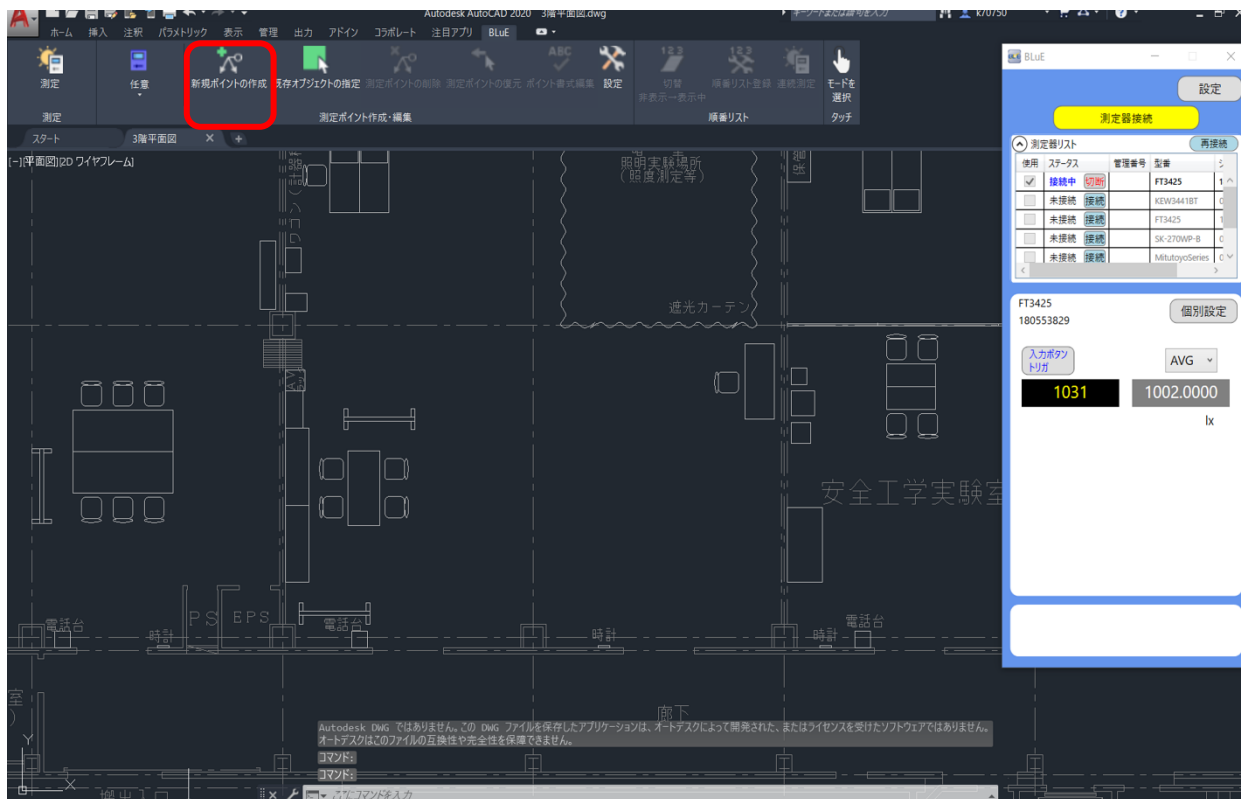 Autodesk AutoCAD 2020 3階平面図.dwg
キーワードまたは語句を入力
k70750
ホーム 挿入 注釈 パラメトリック 表示 管理 出力 アドイン コラボレート 注目アプリ BLuE
測定 任意 新規ポイントの作成 既存オブジェクトの指定 測定ポイントの削除 測定ポイントの復元 ポイント書式編集 設定 切替 順番リスト登録 連続測定 モードを
非表示→表示中 選択
測定 測定ポイント作成・編集 順番リスト タッチ
スタート 3階平面図
[-][平面図][2D ワイヤフレーム]
照明実験場所
(照度測定等)
遮光カーテン
安全工学実験室
PS EPS
電話台 時計 電話台 時計 時計 電話台
廊下
Autodesk DWG ではありません。この DWG ファイルを保存したアプリケーションは、オートデスクによって開発された、またはライセンスを受けたソフトウェアではありません。
オートデスクはこのファイルの互換性や完全性を保障できません。
コマンド:
コマンド:
ここにコマンドを入力
Y
X
BLuE
設定
測定器接続
測定器リスト 再接続
使用 ステータス 管理番号 型番
接続中 切断 FT3425
未接続 接続 KEW3441BT
未接続 接続 FT3425
未接続 接続 SK-270WP-B
未接続 接続 MitutoyoSeries
FT3425
180553829
個別設定
入力ボタン
トリガ
AVG
1031 1002.0000
lx